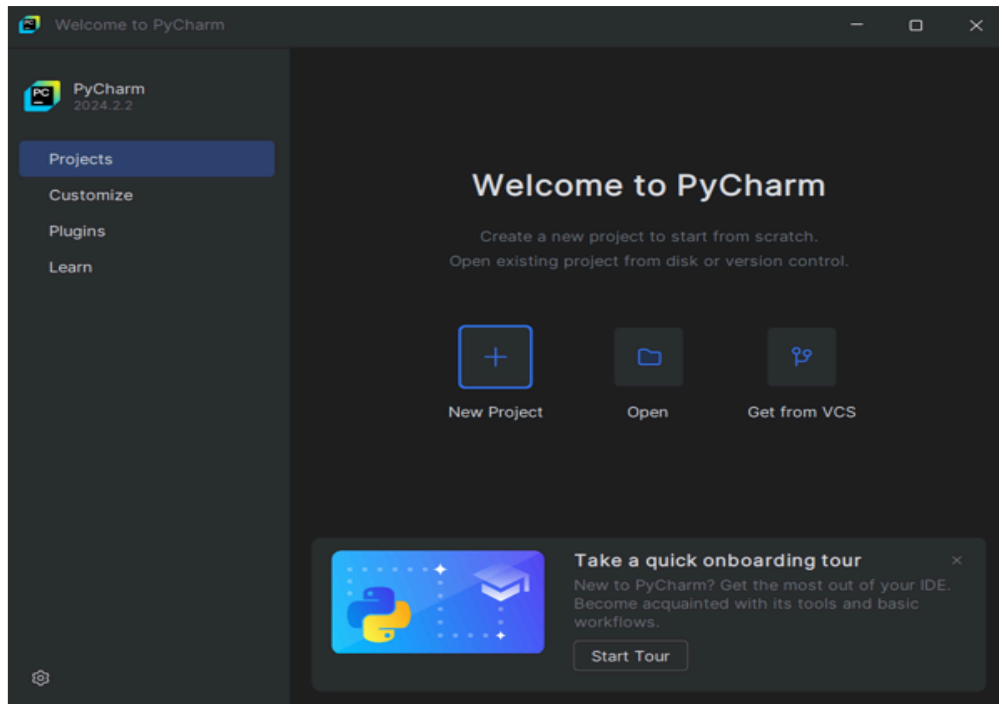 Welcome to PyCharm
PC
PyCharm
2024.2.2
Projects
Customize
Plugins
Learn
Welcome to PyCharm
Create a new project to start from scratch.
Open existing project from disk or version control.
New Project
Open
Get from VCS
Take a quick onboarding tour
New to PyCharm? Get the most out of your IDE.
Become acquainted with its tools and basic
workflows.
Start Tour